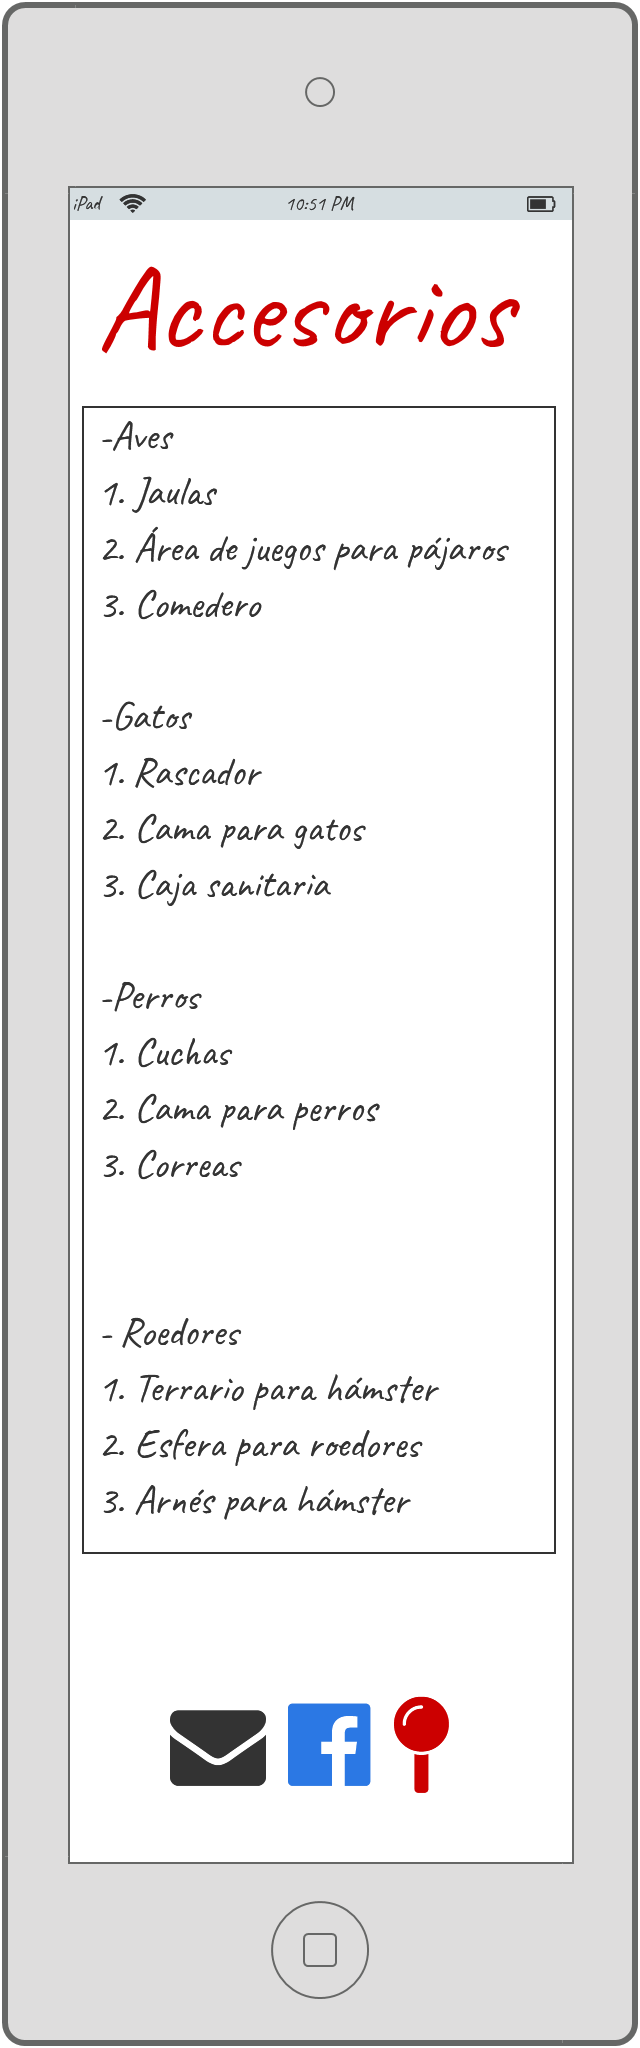 iPad 10:51 PM
Accesorios
-Aves
1. Jaulas
2. Área de juegos para pájaros
3. Comedero
-Gatos
1. Rascador
2. Cama para gatos
3. Caja sanitaria
-Perros
1. Cuchas
2. Cama para perros
3. Correas
- Roedores
1. Terrario para hámster
2. Esfera para roedores
3. Arnés para hámster